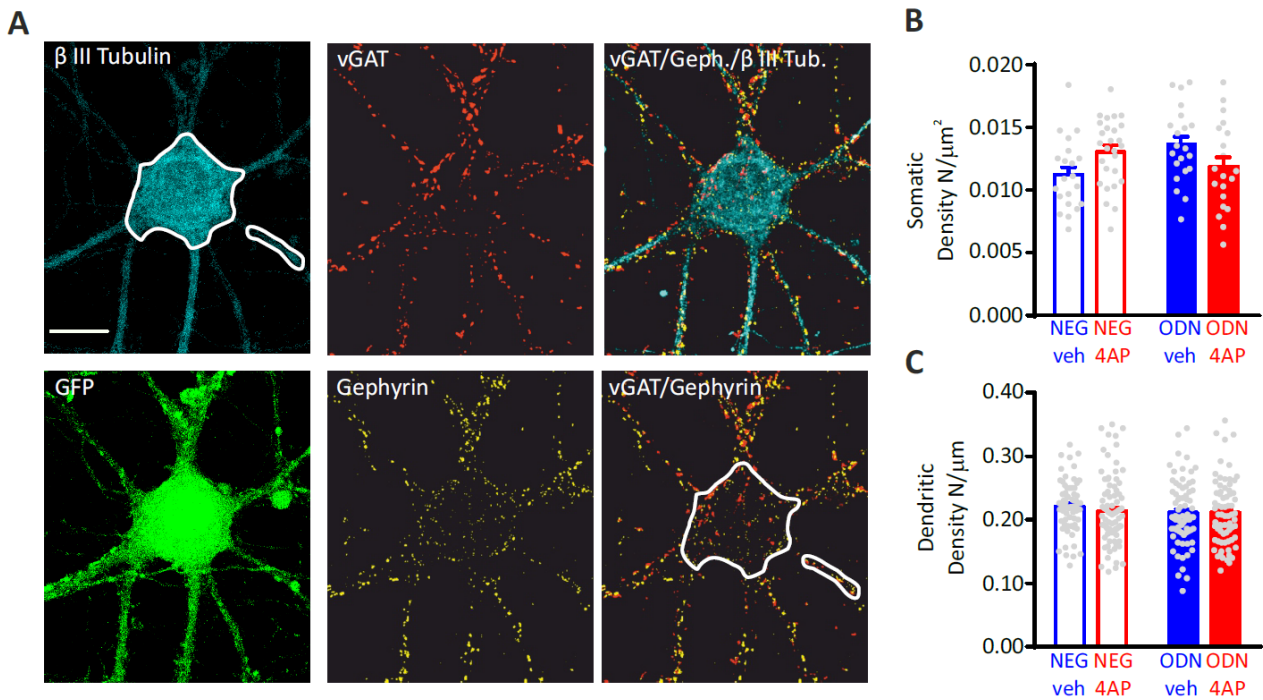 A
β III Tubulin
vGAT
vGAT/Geph./β III Tub.
GFP
Gephyrin
vGAT/Gephyrin
B
Somatic
Density N/μm²
0.020
0.015
0.010
0.005
0.000
NEG NEG ODN ODN
veh 4AP veh 4AP
C
Dendritic
Density N/μm
0.40
0.30
0.20
0.10
0.00
NEG NEG ODN ODN
veh 4AP veh 4AP